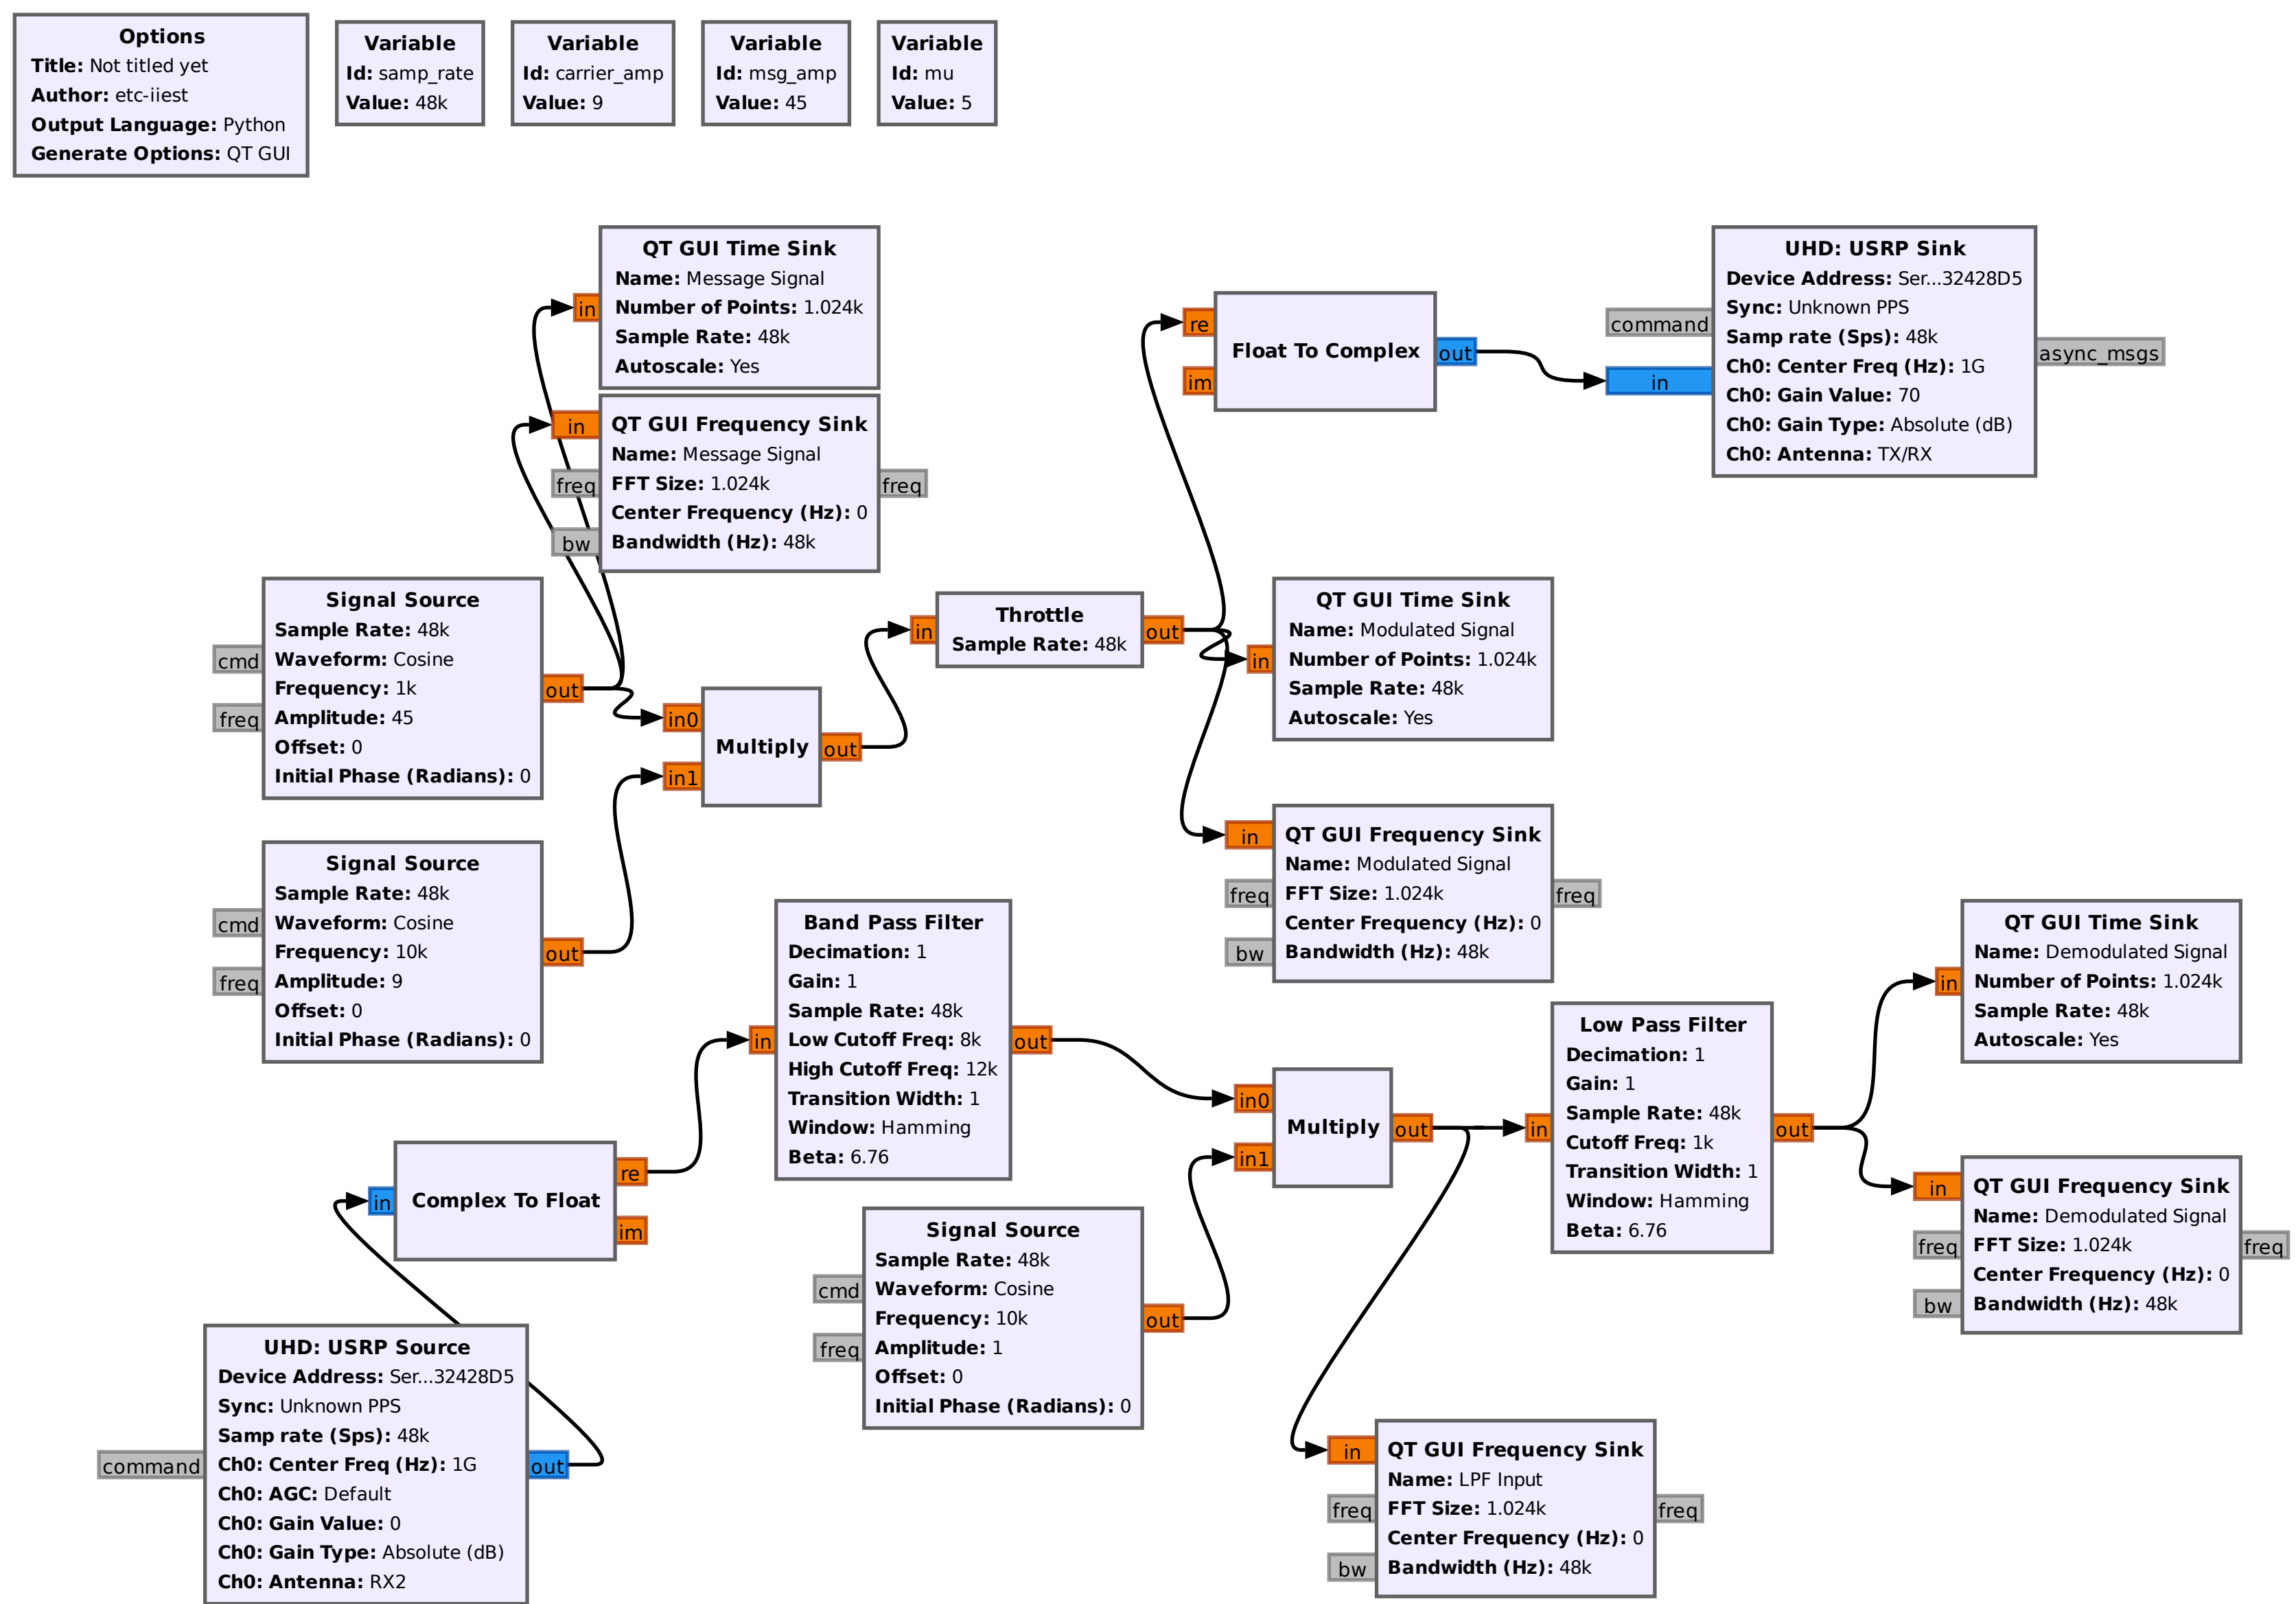 Options
Title: Not titled yet
Author: etc-iiest
Output Language: Python
Generate Options: QT GUI
Variable
Id: samp_rate
Value: 48k
Variable
Id: carrier_amp
Value: 9
Variable
Id: msg_amp
Value: 45
Variable
Id: mu
Value: 5
in
QT GUI Time Sink
Name: Message Signal
Number of Points: 1.024k
Sample Rate: 48k
Autoscale: Yes
in
freq
bw
QT GUI Frequency Sink
Name: Message Signal
FFT Size: 1.024k
Center Frequency (Hz): 0
Bandwidth (Hz): 48k
freq
re
im
Float To Complex
out
command
in
UHD: USRP Sink
Device Address: Ser...32428D5
Sync: Unknown PPS
Samp rate (Sps): 48k
Ch0: Center Freq (Hz): 1G
Ch0: Gain Value: 70
Ch0: Gain Type: Absolute (dB)
Ch0: Antenna: TX/RX
async_msgs
cmd
freq
Signal Source
Sample Rate: 48k
Waveform: Cosine
Frequency: 1k
Amplitude: 45
Offset: 0
Initial Phase (Radians): 0
out
in0
in1
Multiply
out
in
Throttle
Sample Rate: 48k
out
in
QT GUI Time Sink
Name: Modulated Signal
Number of Points: 1.024k
Sample Rate: 48k
Autoscale: Yes
cmd
freq
Signal Source
Sample Rate: 48k
Waveform: Cosine
Frequency: 10k
Amplitude: 9
Offset: 0
Initial Phase (Radians): 0
out
in
freq
bw
QT GUI Frequency Sink
Name: Modulated Signal
FFT Size: 1.024k
Center Frequency (Hz): 0
Bandwidth (Hz): 48k
freq
in
Band Pass Filter
Decimation: 1
Gain: 1
Sample Rate: 48k
Low Cutoff Freq: 8k
High Cutoff Freq: 12k
Transition Width: 1
Window: Hamming
Beta: 6.76
out
in0
in1
Multiply
out
in
Low Pass Filter
Decimation: 1
Gain: 1
Sample Rate: 48k
Cutoff Freq: 1k
Transition Width: 1
Window: Hamming
Beta: 6.76
out
in
QT GUI Time Sink
Name: Demodulated Signal
Number of Points: 1.024k
Sample Rate: 48k
Autoscale: Yes
in
freq
bw
QT GUI Frequency Sink
Name: Demodulated Signal
FFT Size: 1.024k
Center Frequency (Hz): 0
Bandwidth (Hz): 48k
freq
in
Complex To Float
re
im
cmd
freq
Signal Source
Sample Rate: 48k
Waveform: Cosine
Frequency: 10k
Amplitude: 1
Offset: 0
Initial Phase (Radians): 0
out
command
UHD: USRP Source
Device Address: Ser...32428D5
Sync: Unknown PPS
Samp rate (Sps): 48k
Ch0: Center Freq (Hz): 1G
Ch0: AGC: Default
Ch0: Gain Value: 0
Ch0: Gain Type: Absolute (dB)
Ch0: Antenna: RX2
out
in
freq
bw
QT GUI Frequency Sink
Name: LPF Input
FFT Size: 1.024k
Center Frequency (Hz): 0
Bandwidth (Hz): 48k
freq